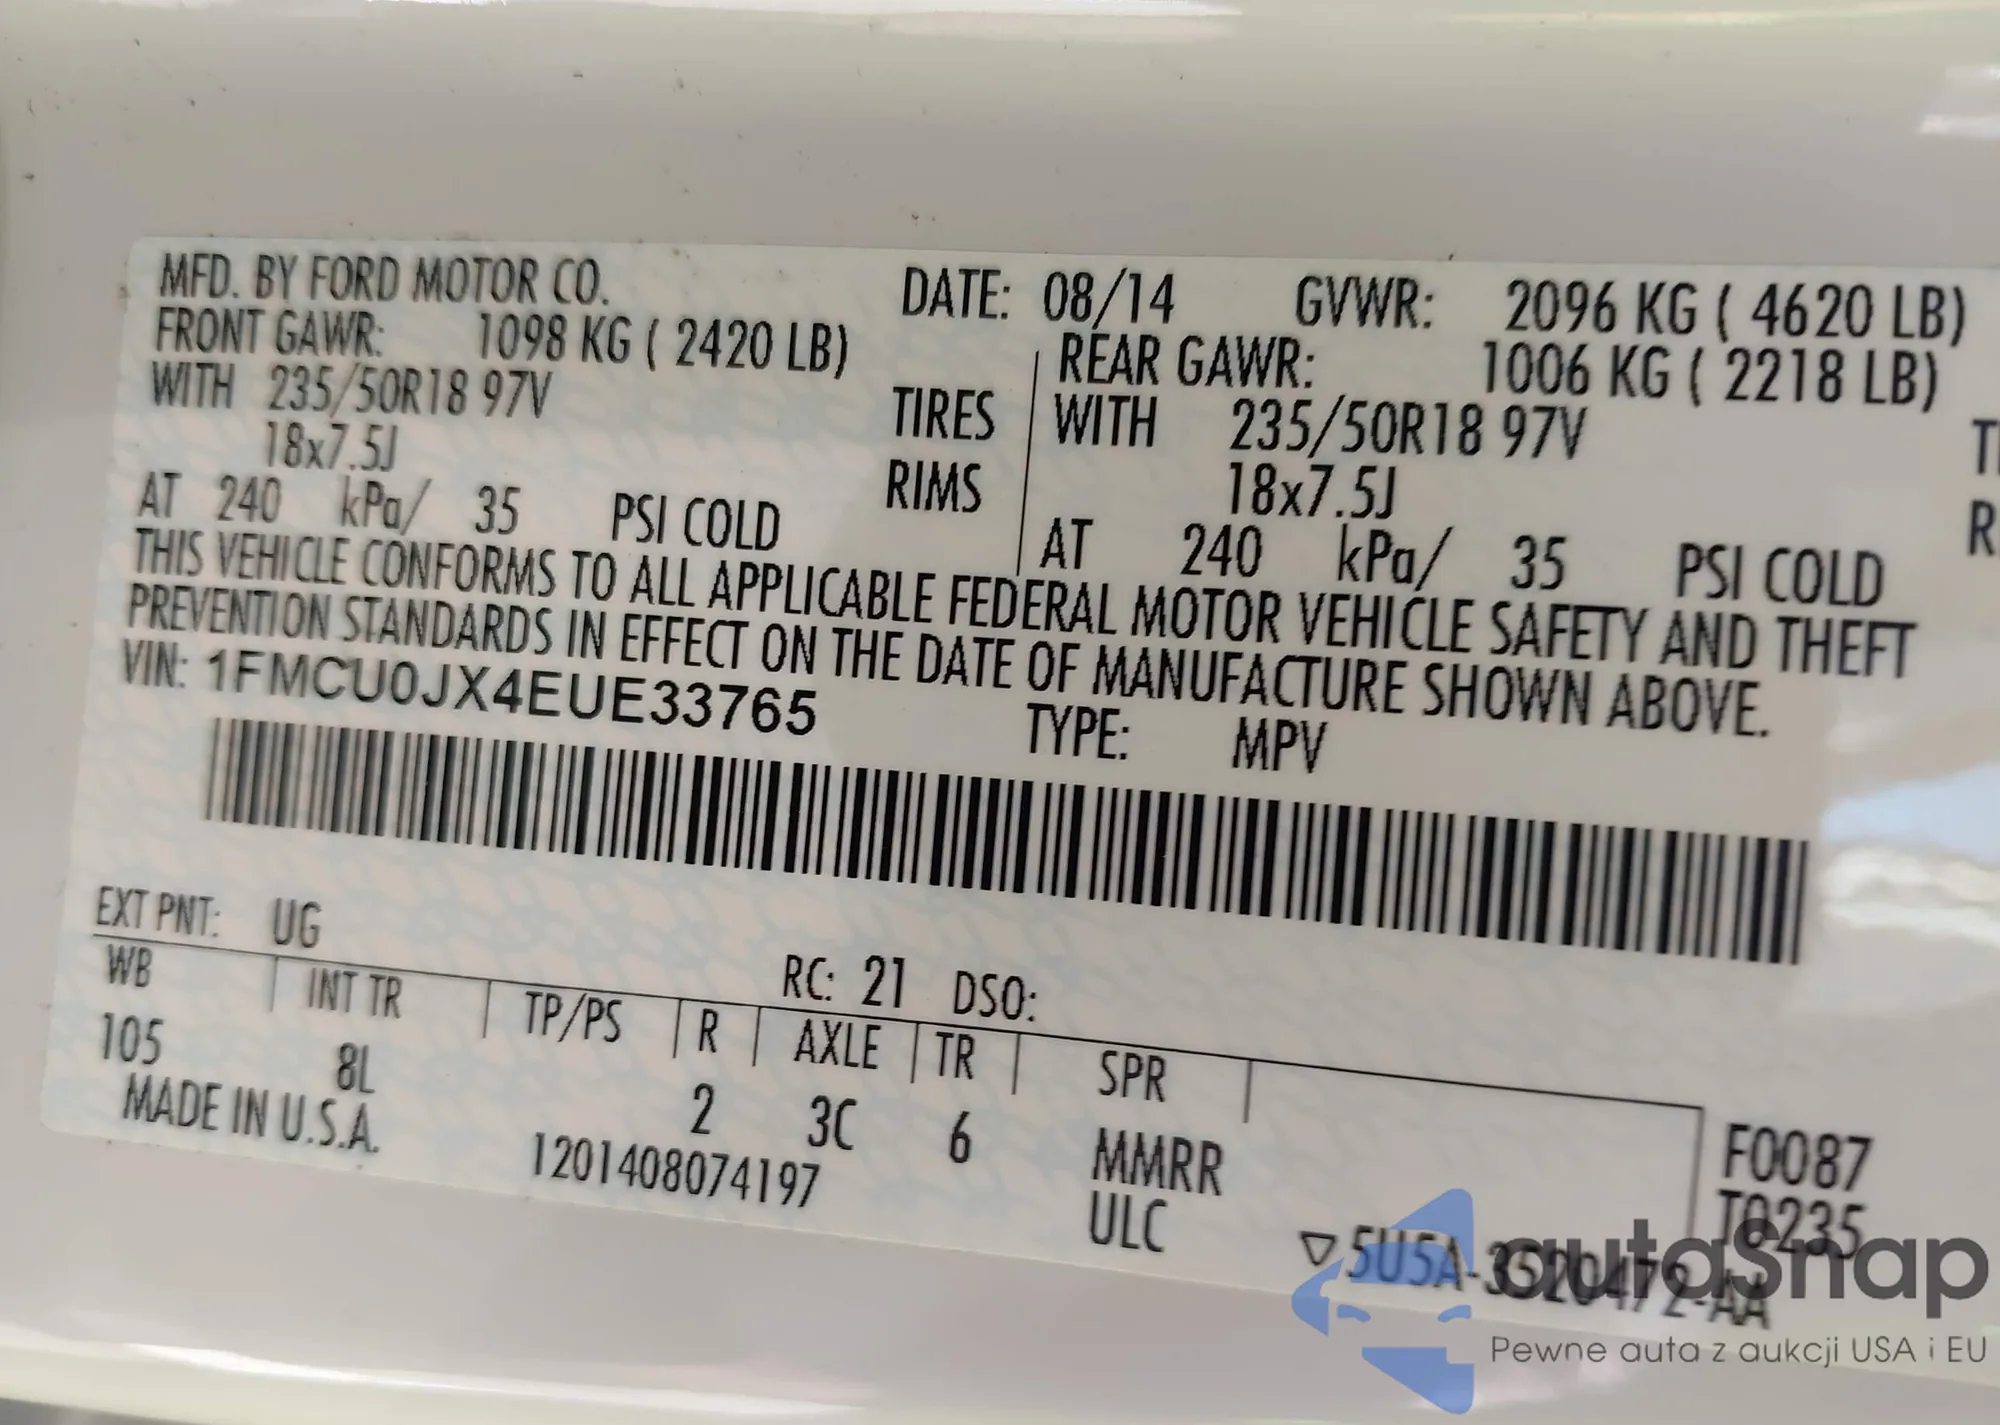 MFD. BY FORD MOTOR CO. DATE: 08/14 GVWR: 2096 KG ( 4620 LB)
FRONT GAWR: 1098 KG ( 2420 LB) REAR GAWR: 1006 KG ( 2218 LB)
WITH 235/50R18 97V TIRES WITH 235/50R18 97V
18x7.5J RIMS 18x7.5J
AT 240 kPa/ 35 PSI COLD AT 240 kPa/ 35 PSI COLD
THIS VEHICLE CONFORMS TO ALL APPLICABLE FEDERAL MOTOR VEHICLE SAFETY AND THEFT
PREVENTION STANDARDS IN EFFECT ON THE DATE OF MANUFACTURE SHOWN ABOVE.
VIN: 1FMCU0JX4EUE33765 TYPE: MPV
EXT PNT: UG RC: 21 DSO:
WB INT TR TP/PS R AXLE TR SPR
105 8L 2 3C 6 MMRR F0087
MADE IN U.S.A. 1201408074197 ULC T0235
▽5U5A-3520472-AA
autaSnap
Pewne auta z aukcji USA i EU